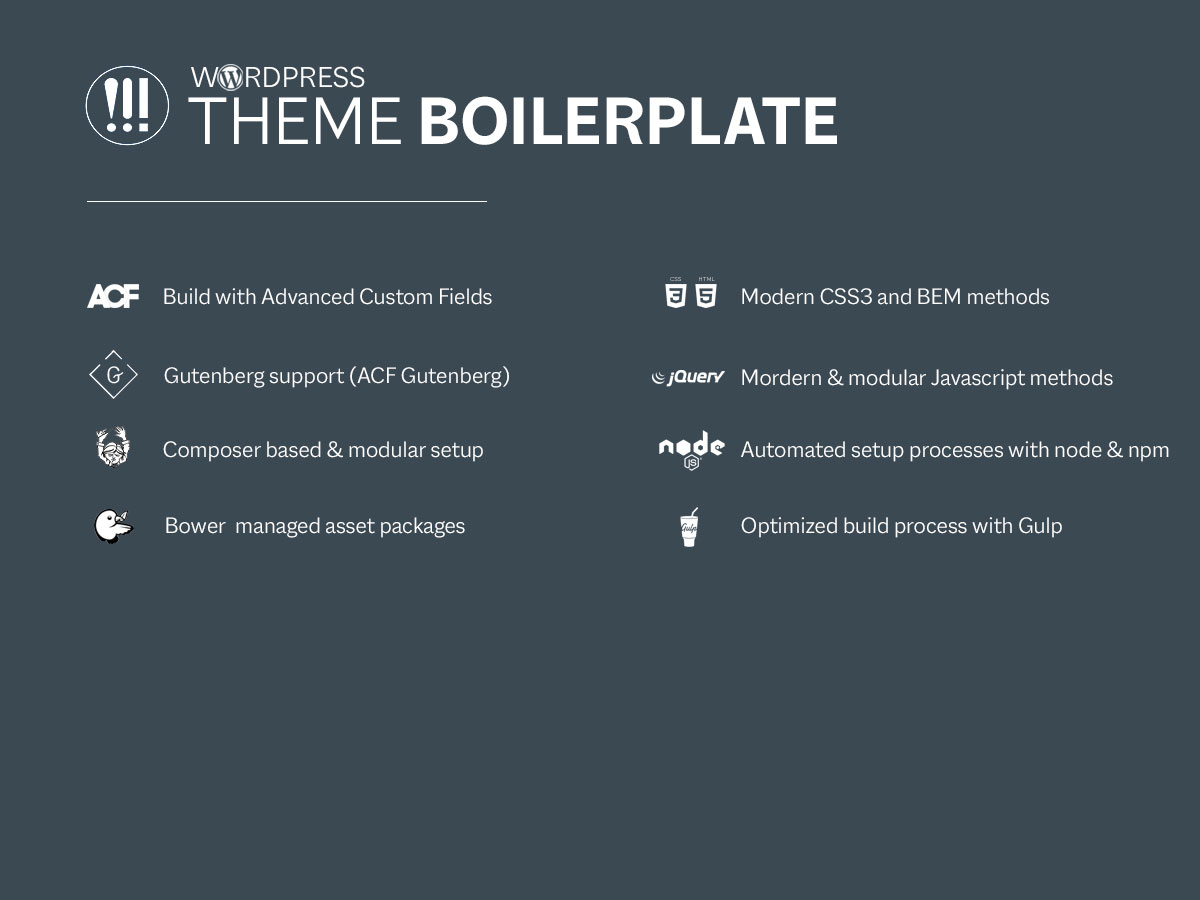 !!!
WORDPRESS
THEME BOILERPLATE
ACF Build with Advanced Custom Fields
G Gutenberg support (ACF Gutenberg)
Composer based & modular setup
Bower  managed asset packages
CSS HTML
3 5 Modern CSS3 and BEM methods
jQuery Mordern & modular Javascript methods
node Automated setup processes with node & npm
JS
Gulp Optimized build process with Gulp